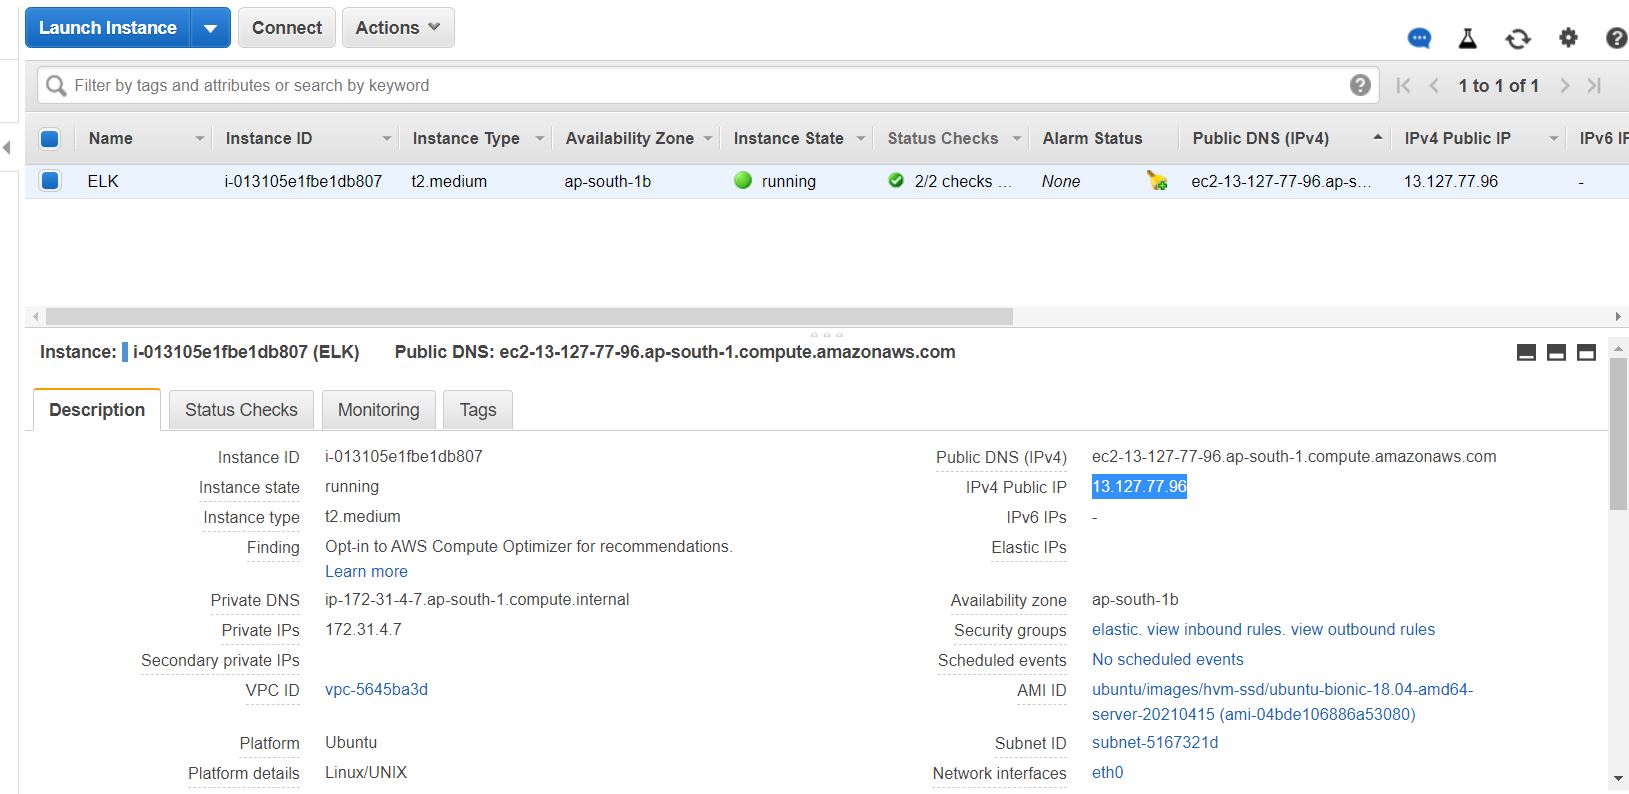 Launch Instance Connect Actions
Filter by tags and attributes or search by keyword 1 to 1 of 1
Name Instance ID Instance Type Availability Zone Instance State Status Checks Alarm Status Public DNS (IPv4) IPv4 Public IP IPv6 IP
ELK i-013105e1fbe1db807 t2.medium ap-south-1b running 2/2 checks ... None ec2-13-127-77-96.ap-s... 13.127.77.96 -
Instance: i-013105e1fbe1db807 (ELK) Public DNS: ec2-13-127-77-96.ap-south-1.compute.amazonaws.com
Description Status Checks Monitoring Tags
Instance ID i-013105e1fbe1db807 Public DNS (IPv4) ec2-13-127-77-96.ap-south-1.compute.amazonaws.com
Instance state running IPv4 Public IP 13.127.77.96
Instance type t2.medium IPv6 IPs -
Finding Opt-in to AWS Compute Optimizer for recommendations. Elastic IPs
Learn more
Private DNS ip-172-31-4-7.ap-south-1.compute.internal Availability zone ap-south-1b
Private IPs 172.31.4.7 Security groups elastic. view inbound rules. view outbound rules
Secondary private IPs Scheduled events No scheduled events
VPC ID vpc-5645ba3d AMI ID ubuntu/images/hvm-ssd/ubuntu-bionic-18.04-amd64-
server-20210415 (ami-04bde106886a53080)
Platform Ubuntu Subnet ID subnet-5167321d
Platform details Linux/UNIX Network interfaces eth0